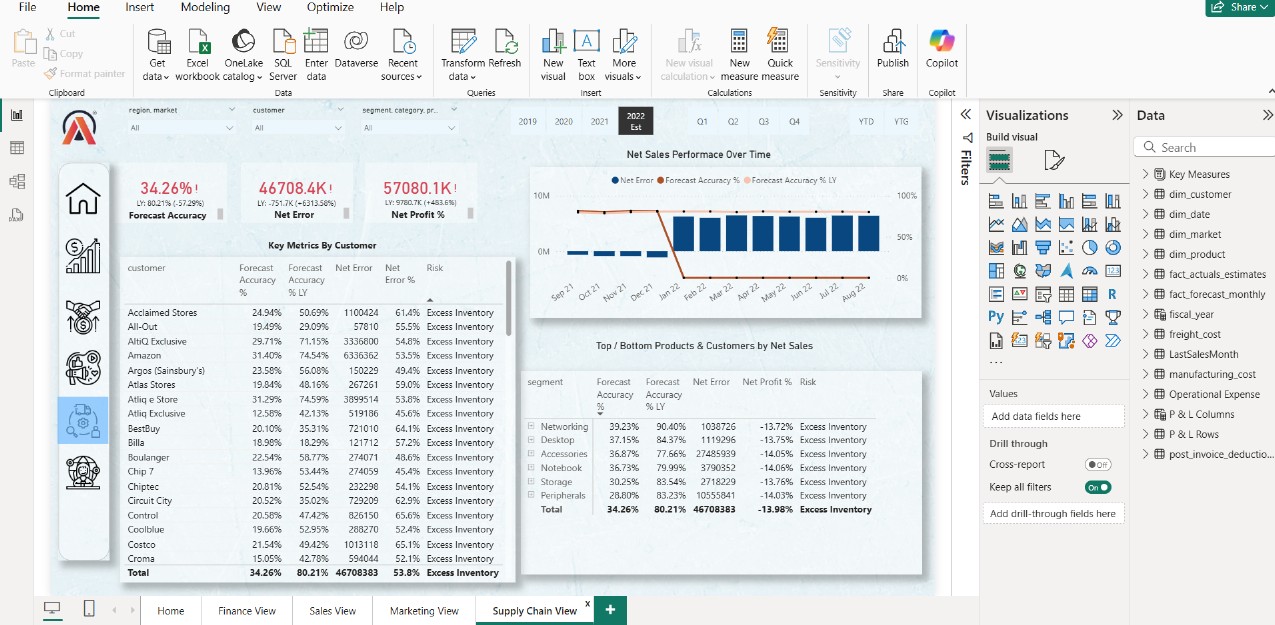 File Home Insert Modeling View Optimize Help Share
Paste
Cut
Copy
Format painter
Clipboard
Get data
Excel workbook
OneLake catalog
SQL Server
Enter data
Dataverse
Recent sources
Data
Transform data
Refresh
Queries
New visual
Text box
More visuals
Insert
New visual calculation
New measure
Quick measure
Calculations
Sensitivity
Sensitivity
Publish
Share
Copilot
Copilot
region, market
All
customer
All
segment, category, pr...
All
2019 2020 2021 2022 Est
Q1 Q2 Q3 Q4
YTD YTG
34.26%!
LY: 80.21% (-57.29%)
Forecast Accuracy
46708.4K!
LY: -751.7K (+6313.58%)
Net Error
57080.1K!
LY: 9780.7K (+483.6%)
Net Profit %
Net Sales Performace Over Time
Net Error Forecast Accuracy % Forecast Accuracy % LY
10M
0M
100%
50%
0%
Sep 21 Oct 21 Nov 21 Dec 21 Jan 22 Feb 22 Mar 22 Apr 22 May 22 Jun 22 Jul 22 Aug 22
Key Metrics By Customer
customer Forecast Accuracy % Forecast Accuracy % LY Net Error Net Error % Risk
Acclaimed Stores 24.94% 50.69% 1100424 61.4% Excess Inventory
All-Out 19.49% 29.09% 57810 55.5% Excess Inventory
AltiQ Exclusive 29.71% 71.15% 3336800 54.8% Excess Inventory
Amazon 31.40% 74.54% 6336362 53.5% Excess Inventory
Argos (Sainsbury's) 23.58% 56.08% 150229 49.4% Excess Inventory
Atlas Stores 19.84% 48.16% 267261 59.0% Excess Inventory
Atliq e Store 31.29% 74.59% 3899514 53.8% Excess Inventory
Atliq Exclusive 12.58% 42.13% 519186 45.6% Excess Inventory
BestBuy 20.10% 35.31% 721010 64.1% Excess Inventory
Billa 18.98% 18.29% 121712 57.2% Excess Inventory
Boulanger 22.54% 58.77% 274071 48.6% Excess Inventory
Chip 7 13.96% 53.44% 274059 45.4% Excess Inventory
Chiptec 20.81% 52.54% 232298 54.1% Excess Inventory
Circuit City 20.52% 35.02% 729209 61.9% Excess Inventory
Control 20.58% 47.42% 826150 65.6% Excess Inventory
Coolblue 19.66% 52.95% 288270 52.4% Excess Inventory
Costco 21.54% 49.42% 1013118 65.1% Excess Inventory
Croma 15.05% 42.78% 594044 52.1% Excess Inventory
Total 34.26% 80.21% 46708383 53.8% Excess Inventory
Top / Bottom Products & Customers by Net Sales
segment Forecast Accuracy % Forecast Accuracy % LY Net Error Net Profit % Risk
Networking 39.23% 90.40% 1038726 -13.72% Excess Inventory
Desktop 37.15% 84.37% 1119296 -13.75% Excess Inventory
Accessories 36.87% 77.66% 27485939 -14.05% Excess Inventory
Notebook 36.73% 79.99% 3790352 -14.06% Excess Inventory
Storage 30.25% 83.54% 2718229 -13.76% Excess Inventory
Peripherals 28.80% 83.23% 10555841 -14.03% Excess Inventory
Total 34.26% 80.21% 46708383 -13.98% Excess Inventory
Filters
Visualizations
Build visual
123
R
Py
...
Values
Add data fields here
Drill through
Cross-report Off
Keep all filters On
Add drill-through fields here
Data
Search
Key Measures
dim_customer
dim_date
dim_market
dim_product
fact_actuals_estimates
fact_forecast_monthly
fiscal_year
freight_cost
LastSalesMonth
manufacturing_cost
Operational Expense
P & L Columns
P & L Rows
post_invoice_deductio...
Home Finance View Sales View Marketing View Supply Chain View x +